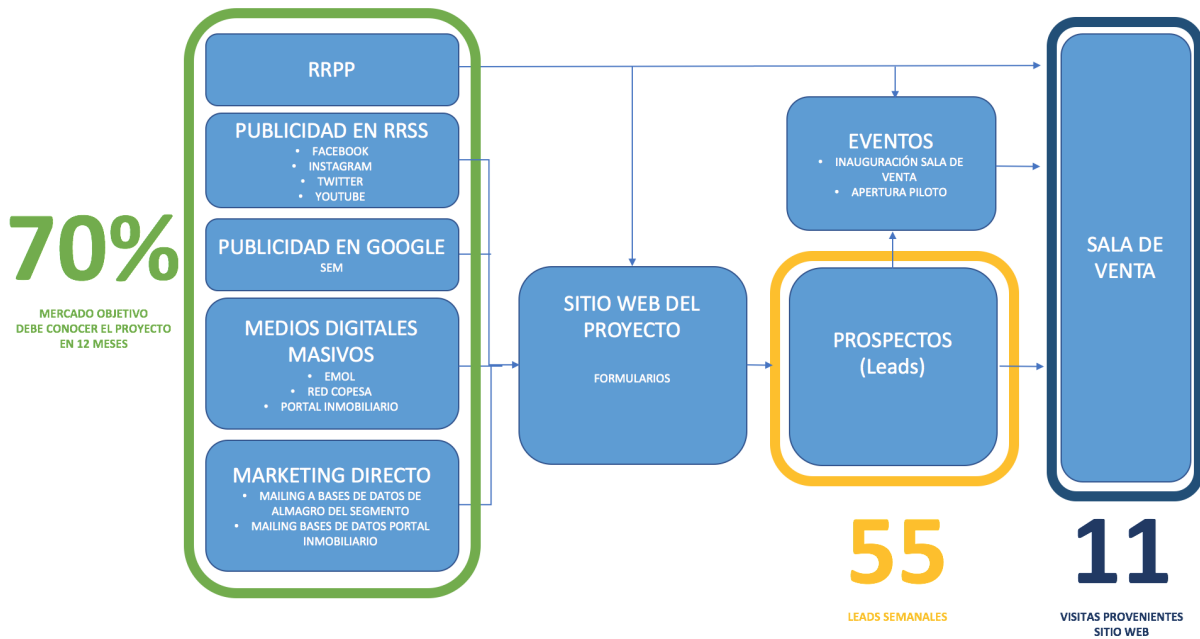 70%
MERCADO OBJETIVO
DEBE CONOCER EL PROYECTO
EN 12 MESES
RRPP
PUBLICIDAD EN RRSS
• FACEBOOK
• INSTAGRAM
• TWITTER
• YOUTUBE
PUBLICIDAD EN GOOGLE
SEM
MEDIOS DIGITALES
MASIVOS
• EMOL
• RED COPESA
• PORTAL INMOBILIARIO
MARKETING DIRECTO
• MAILING A BASES DE DATOS DE
ALMAGRO DEL SEGMENTO
• MAILING BASES DE DATOS PORTAL
INMOBILIARIO
SITIO WEB DEL
PROYECTO
FORMULARIOS
EVENTOS
• INAUGURACIÓN SALA DE
VENTA
• APERTURA PILOTO
PROSPECTOS
(Leads)
55
LEADS SEMANALES
SALA DE
VENTA
11
VISITAS PROVENIENTES
SITIO WEB